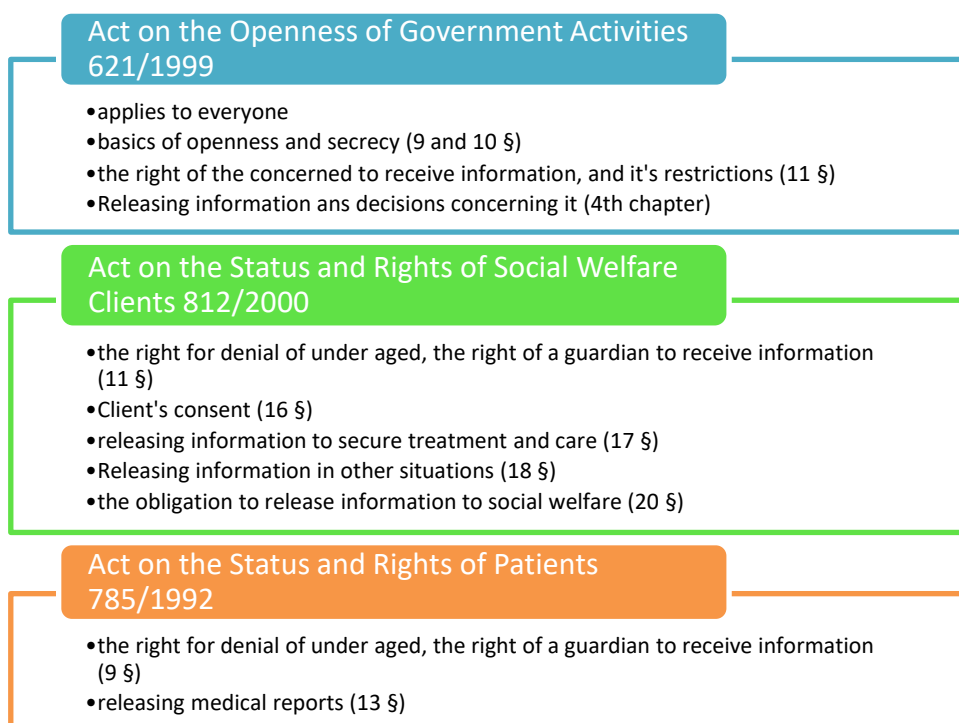 Act on the Openness of Government Activities
621/1999
•applies to everyone
•basics of openness and secrecy (9 and 10 §)
•the right of the concerned to receive information, and it's restrictions (11 §)
•Releasing information ans decisions concerning it (4th chapter)
Act on the Status and Rights of Social Welfare
Clients 812/2000
•the right for denial of under aged, the right of a guardian to receive information
(11 §)
•Client's consent (16 §)
•releasing information to secure treatment and care (17 §)
•Releasing information in other situations (18 §)
•the obligation to release information to social welfare (20 §)
Act on the Status and Rights of Patients
785/1992
•the right for denial of under aged, the right of a guardian to receive information
(9 §)
•releasing medical reports (13 §)